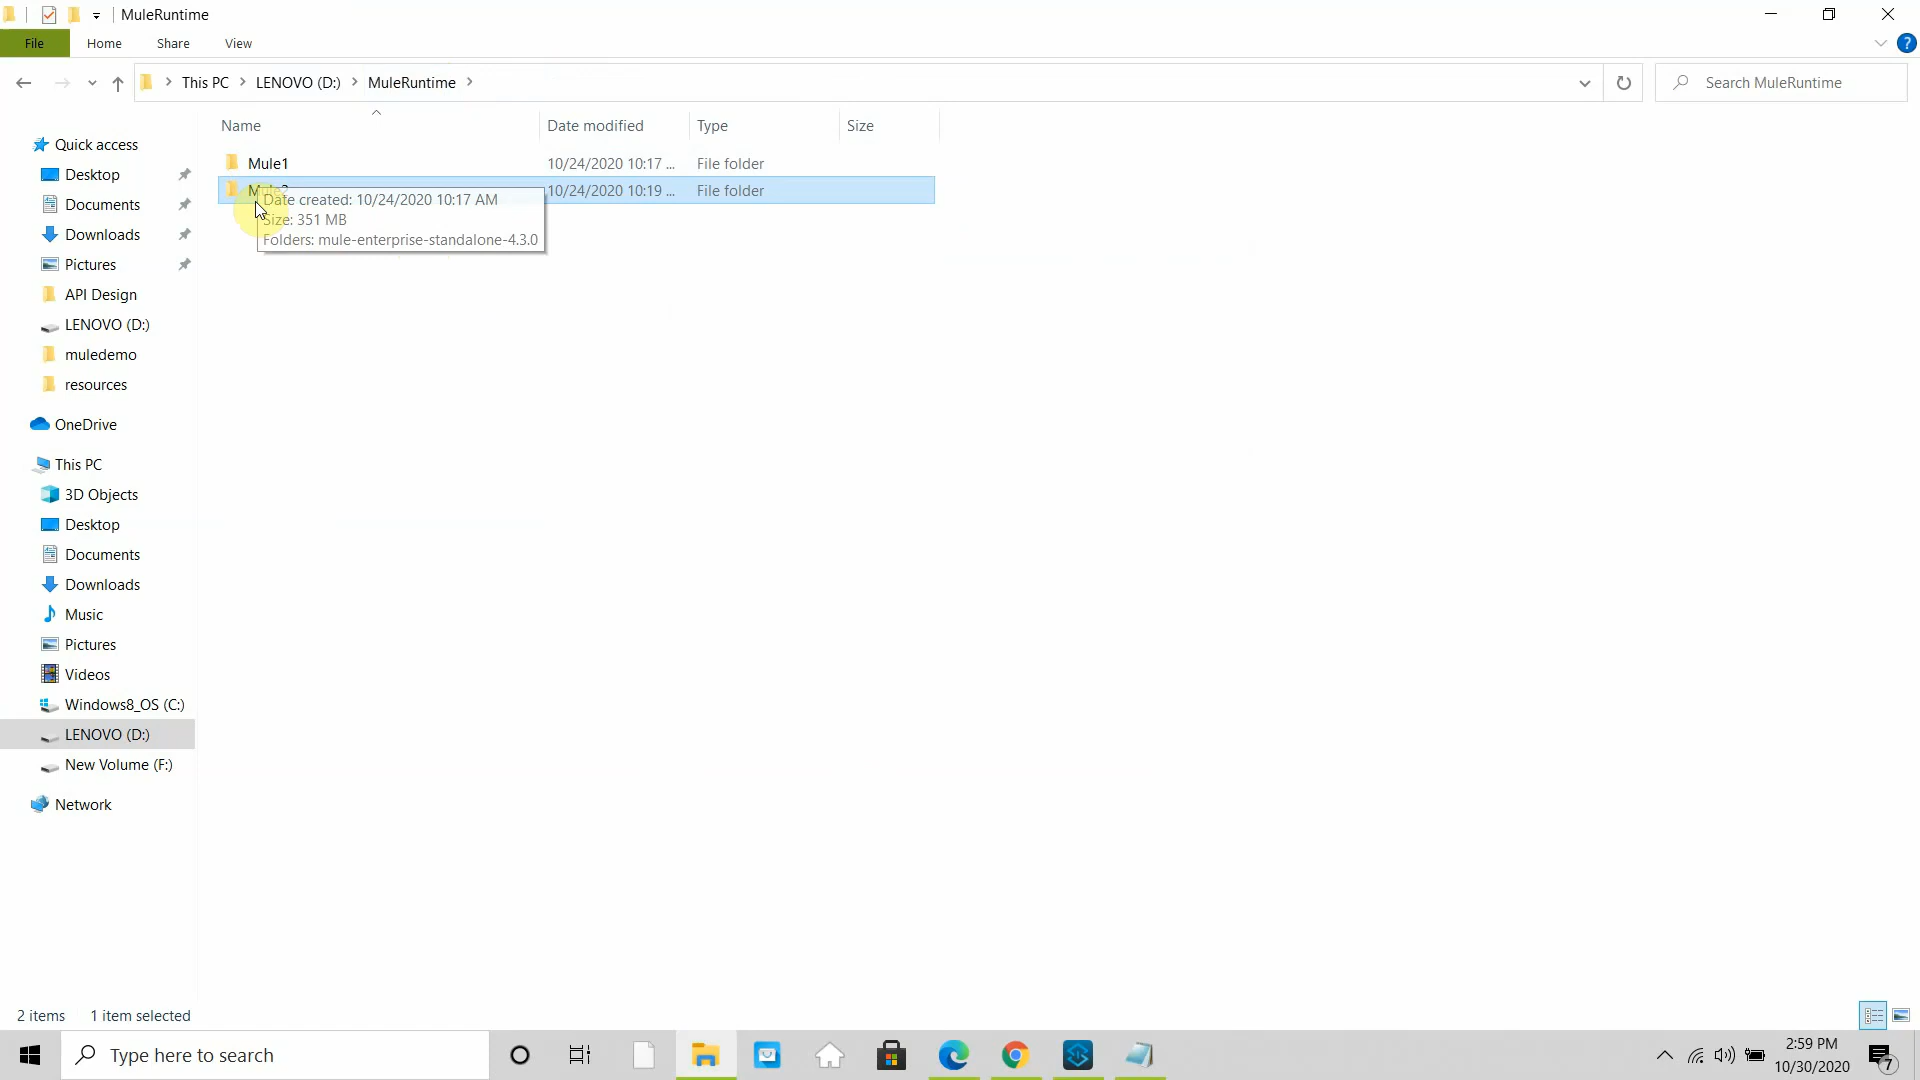 MuleRuntime
File Home Share View
This PC LENOVO (D:) MuleRuntime
Search MuleRuntime
Name Date modified Type Size
Mule1 10/24/2020 10:17 ... File folder
10/24/2020 10:19 ... File folder
Date created: 10/24/2020 10:17 AM
Size: 351 MB
Folders: mule-enterprise-standalone-4.3.0
Quick access
Desktop
Documents
Downloads
Pictures
API Design
LENOVO (D:)
muledemo
resources
OneDrive
This PC
3D Objects
Desktop
Documents
Downloads
Music
Pictures
Videos
Windows8_OS (C:)
LENOVO (D:)
New Volume (F:)
Network
2 items 1 item selected
Type here to search
2:59 PM
10/30/2020
7